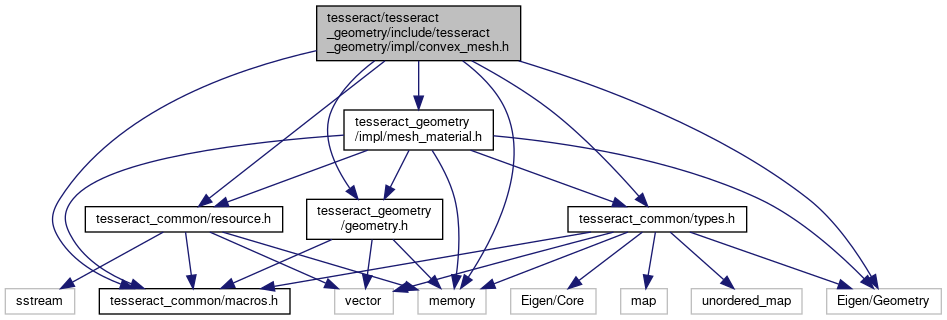 tesseract/tesseract
_geometry/include/tesseract
_geometry/impl/convex_mesh.h
tesseract_geometry
/impl/mesh_material.h
tesseract_common/resource.h
tesseract_geometry
/geometry.h
tesseract_common/types.h
sstream
tesseract_common/macros.h
vector
memory
Eigen/Core
map
unordered_map
Eigen/Geometry